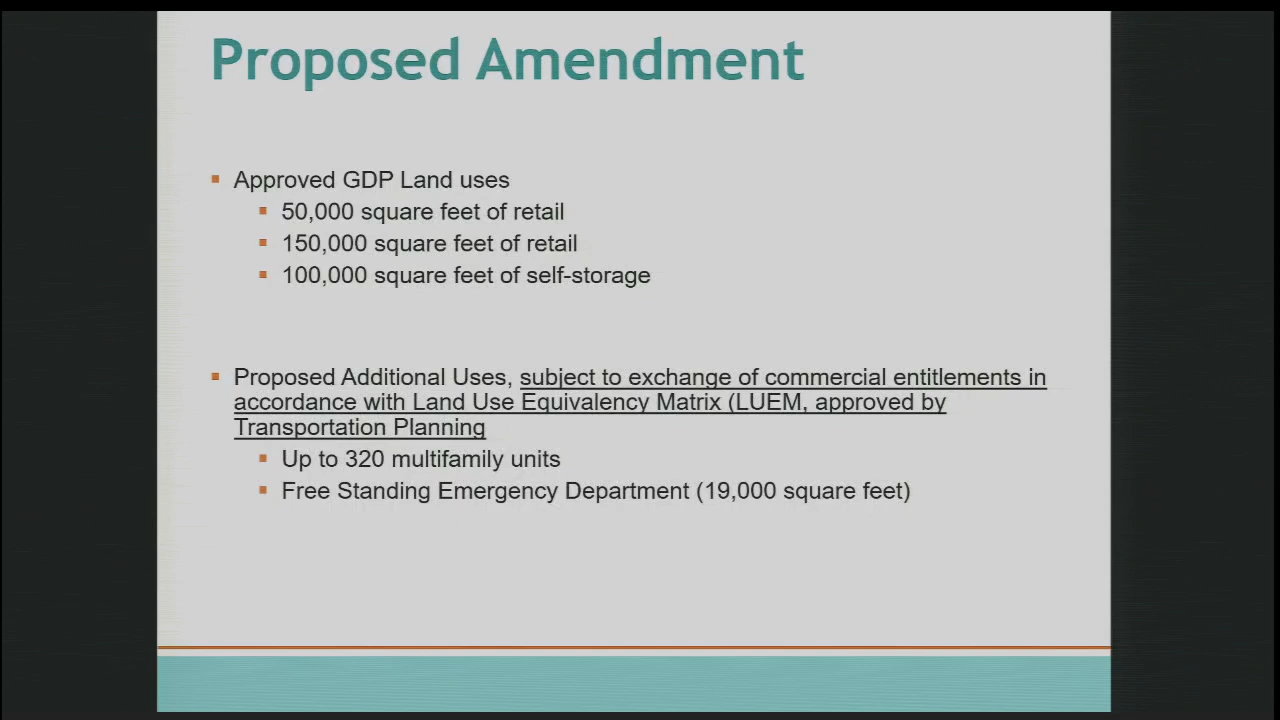 Proposed Amendment
Approved GDP Land uses
50,000 square feet of retail
150,000 square feet of retail
100,000 square feet of self-storage
Proposed Additional Uses, subject to exchange of commercial entitlements in
accordance with Land Use Equivalency Matrix (LUEM, approved by
Transportation Planning
Up to 320 multifamily units
Free Standing Emergency Department (19,000 square feet)